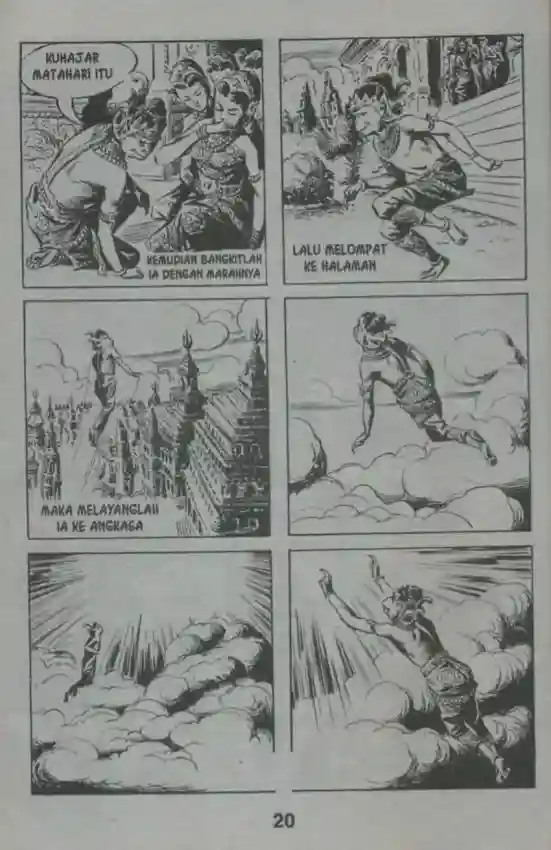 KUHAJAR
MATAHARI ITU
KEMUDIAN BANGKITLAH
IA DENGAN MARAHNYA
LALU MELOMPAT
KE HALAMAN
MAKA MELAYANGLAH
IA KE ANGKASA
20